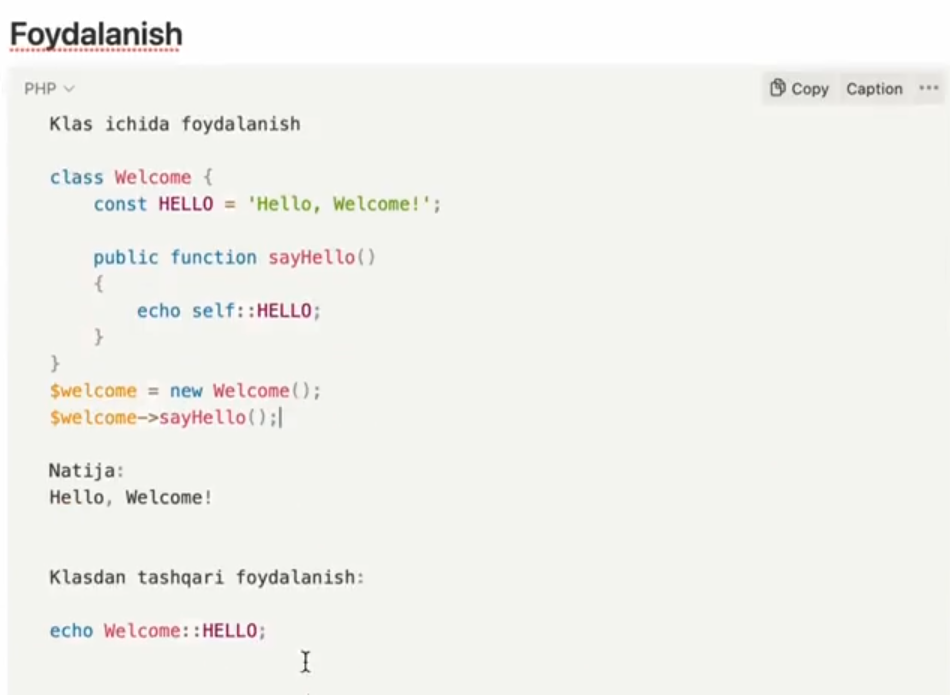 Foydalanish
PHP
Copy Caption
Klas ichida foydalanish
class Welcome {
const HELLO = 'Hello, Welcome!';
public function sayHello()
{
echo self::HELLO;
}
}
$welcome = new Welcome();
$welcome->sayHello();
Natija:
Hello, Welcome!
Klasdan tashqari foydalanish:
echo Welcome::HELLO;